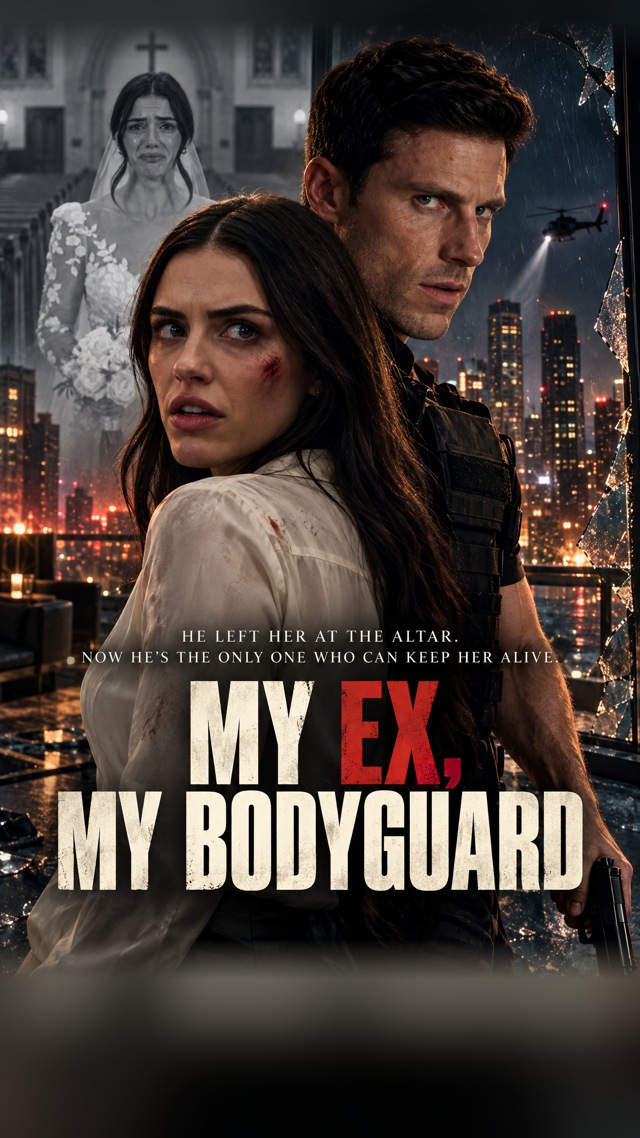 HE LEFT HER AT THE ALTAR.
NOW HE'S THE ONLY ONE WHO CAN KEEP HER ALIVE.
MY EX,
MY BODYGUARD